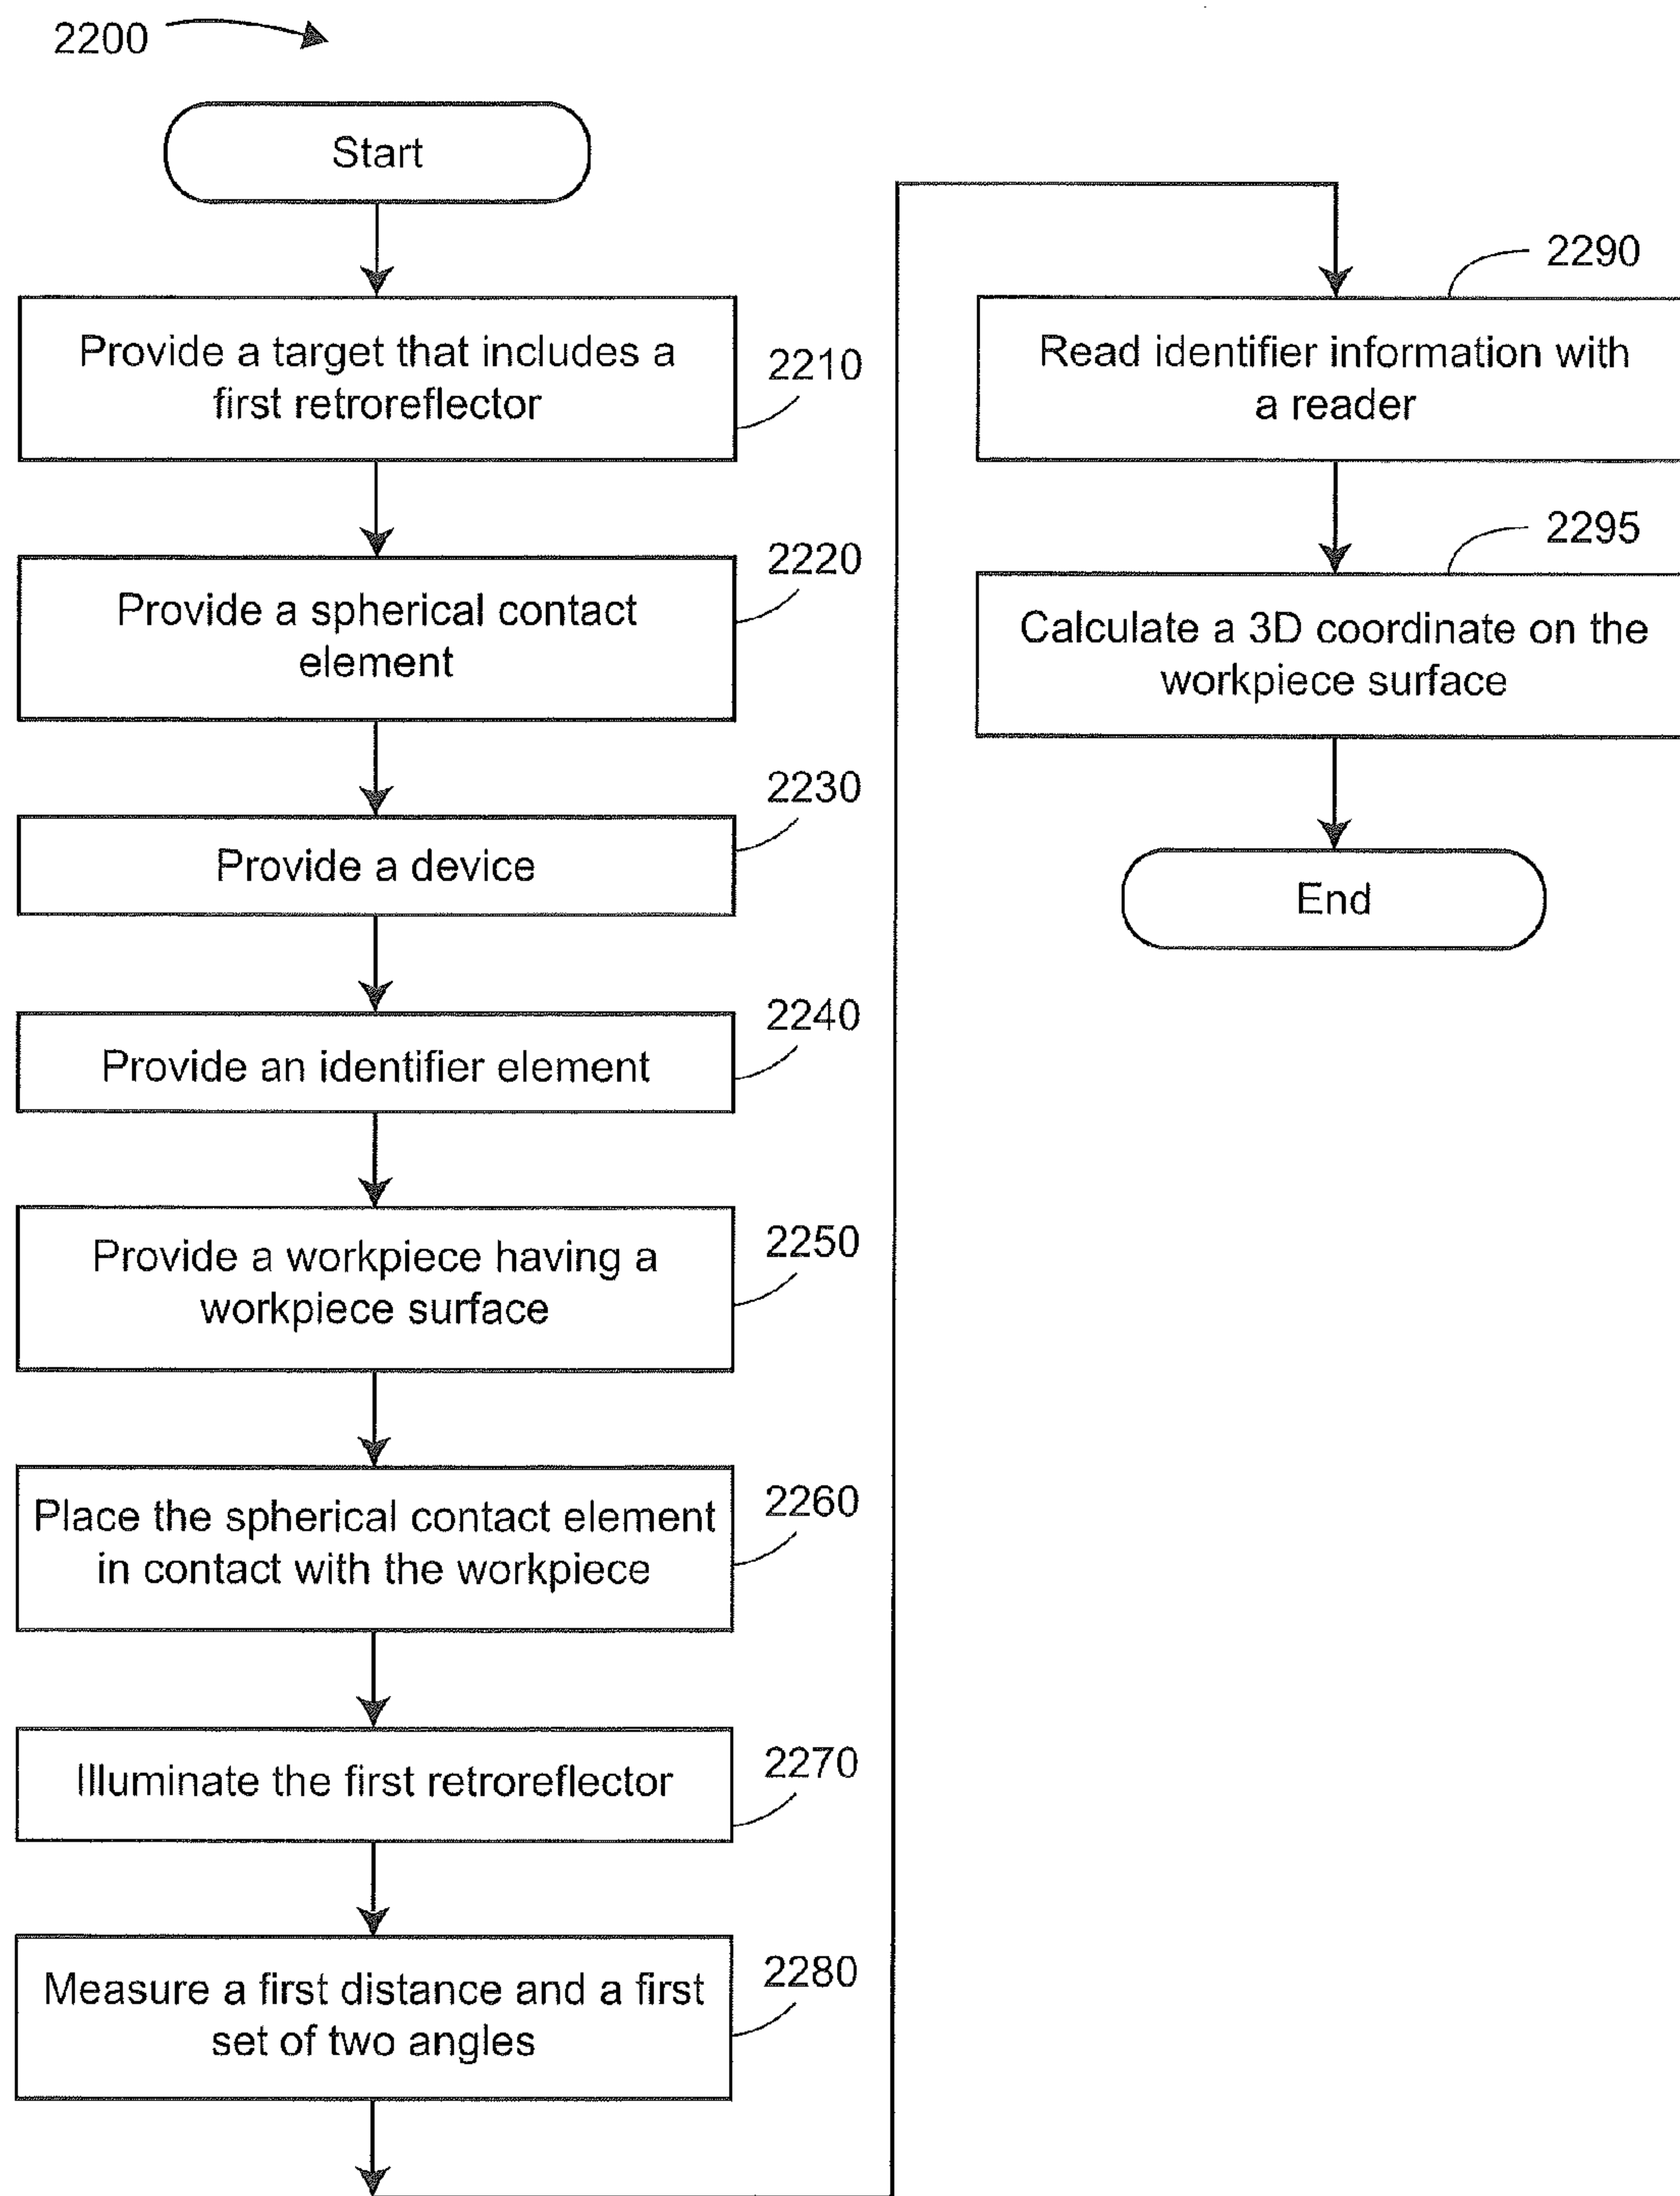 2200
Start
Provide a target that includes a
first retroreflector
2210
Provide a spherical contact
element
2220
Provide a device
2230
Provide an identifier element
2240
Provide a workpiece having a
workpiece surface
2250
Place the spherical contact element
in contact with the workpiece
2260
Illuminate the first retroreflector
2270
Measure a first distance and a first
set of two angles
2280
Read identifier information with
a reader
2290
Calculate a 3D coordinate on the
workpiece surface
2295
End